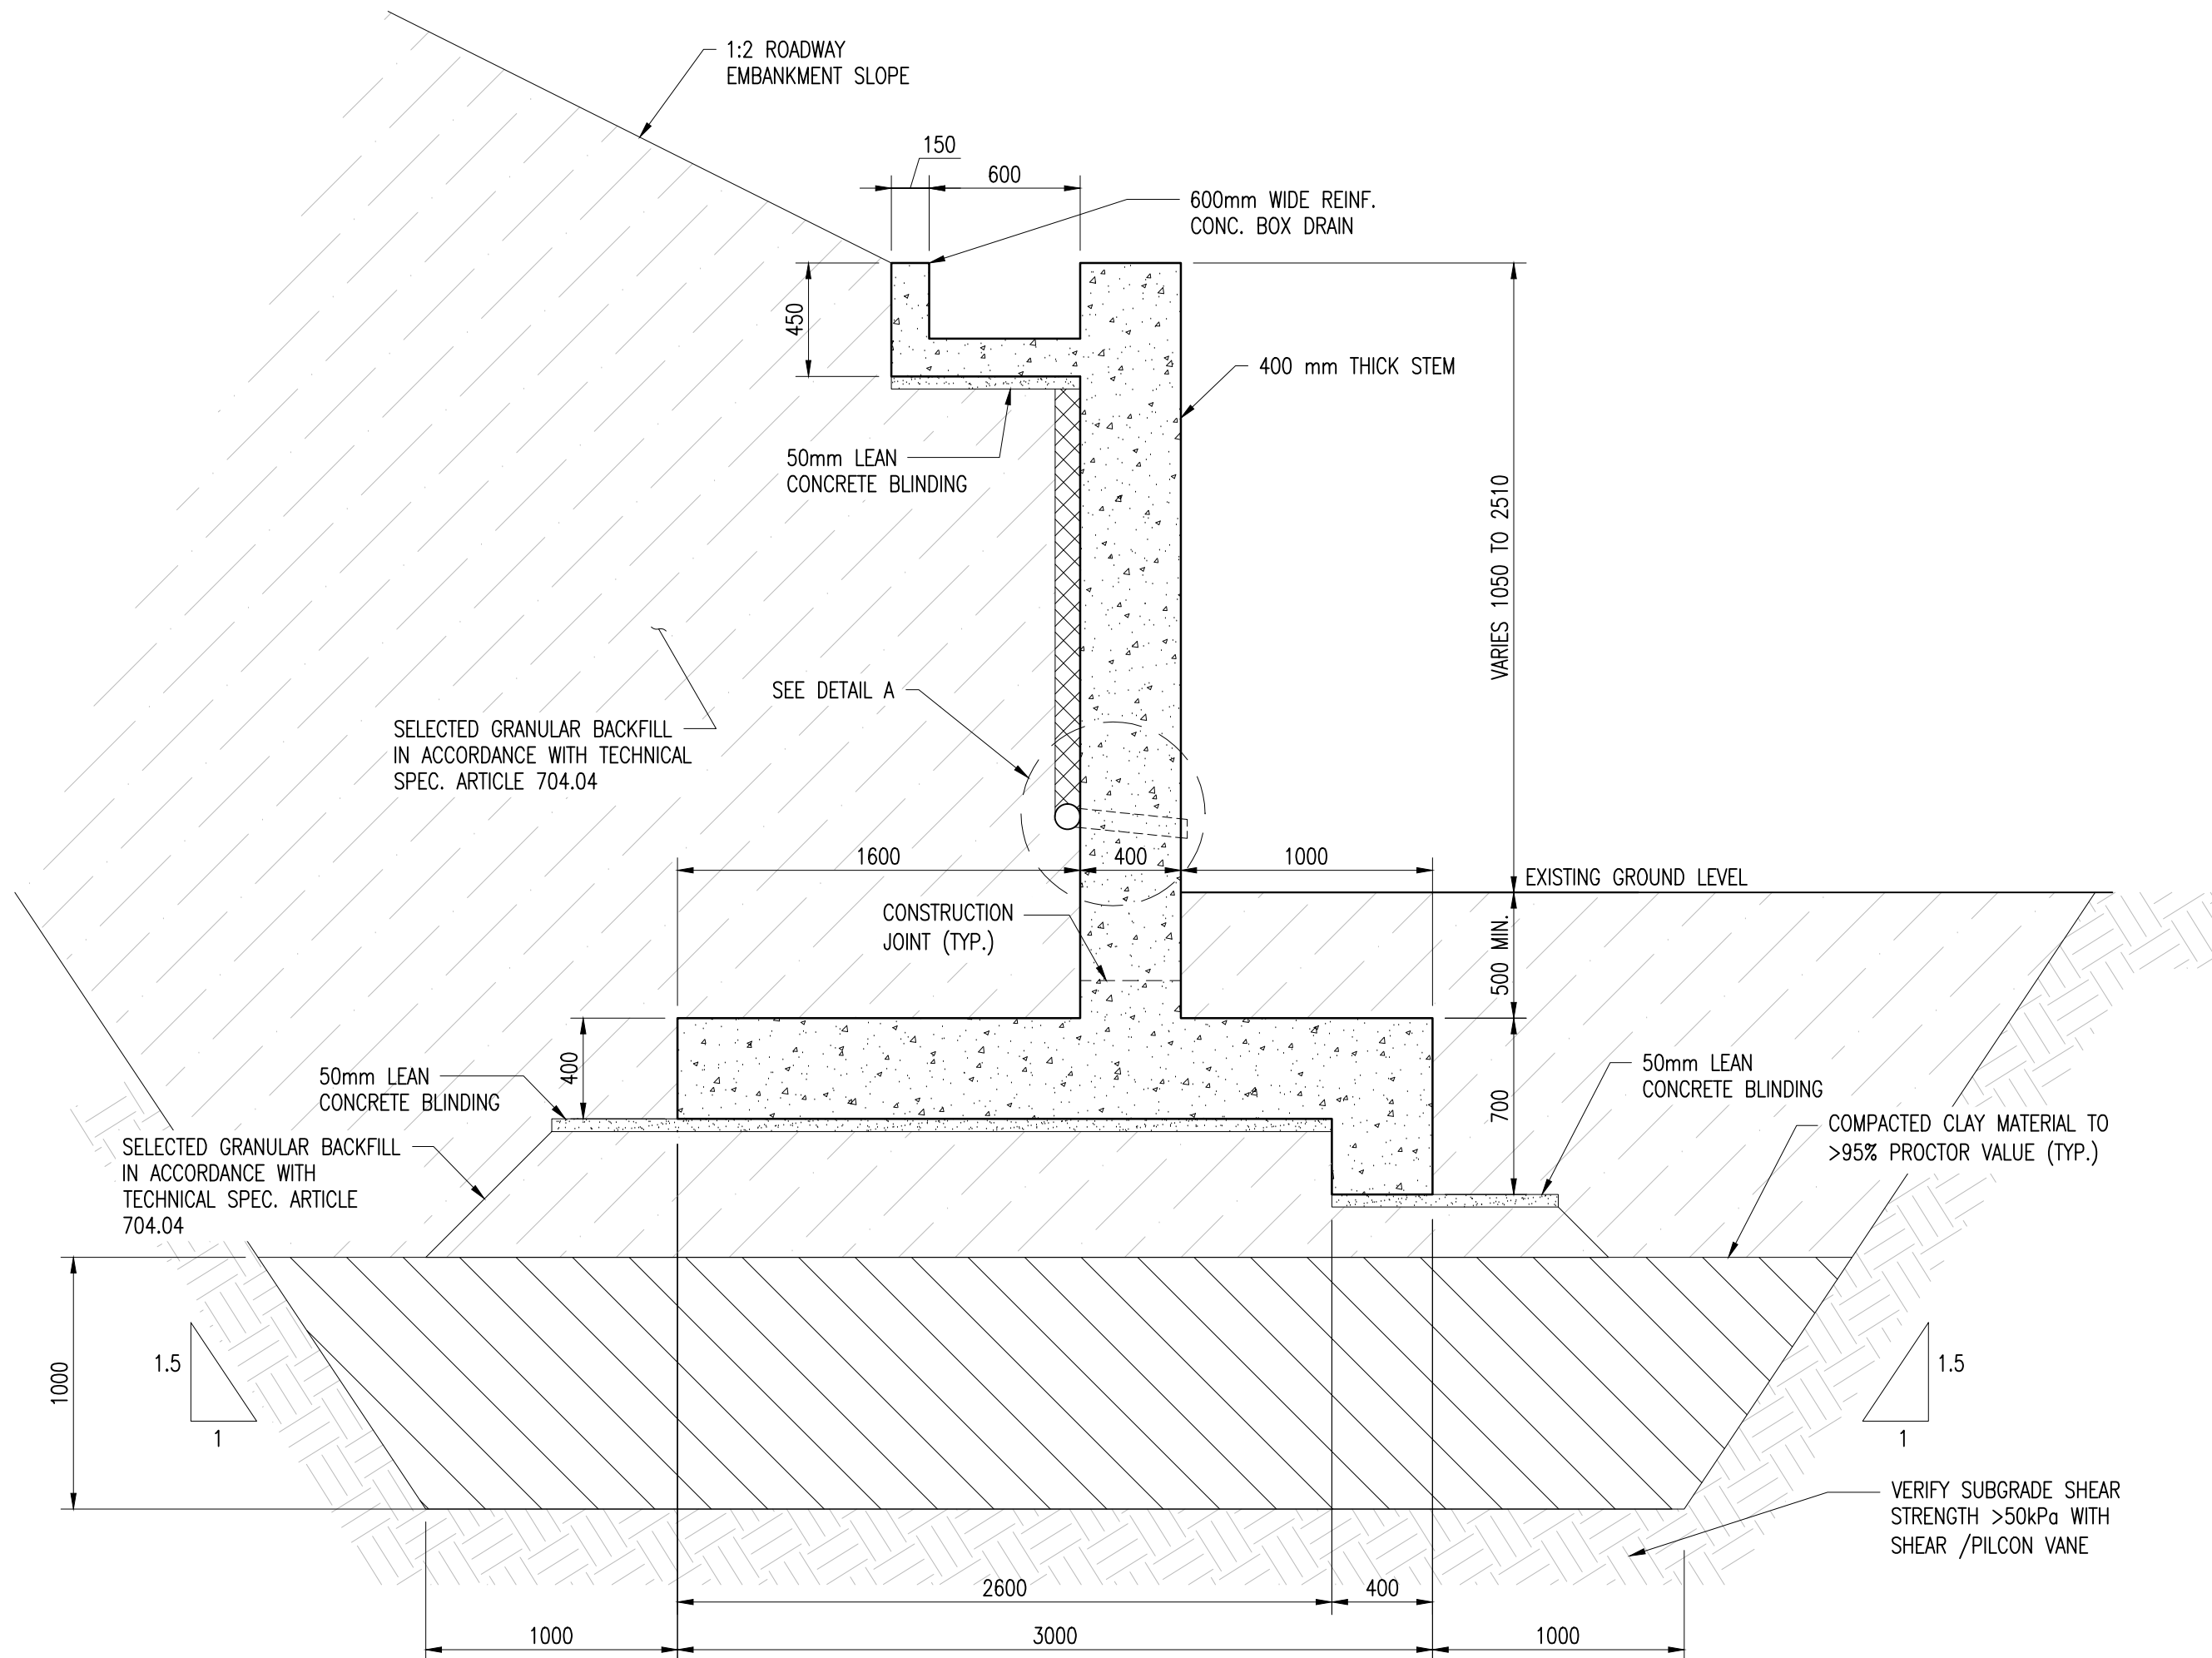 1:2 ROADWAY
EMBANKMENT SLOPE
150
600
600mm WIDE REINF.
CONC. BOX DRAIN
450
400 mm THICK STEM
50mm LEAN
CONCRETE BLINDING
VARIES 1050 TO 2510
SEE DETAIL A
SELECTED GRANULAR BACKFILL
IN ACCORDANCE WITH TECHNICAL
SPEC. ARTICLE 704.04
1600
400
1000
EXISTING GROUND LEVEL
CONSTRUCTION
JOINT (TYP.)
500 MIN.
400
50mm LEAN
CONCRETE BLINDING
50mm LEAN
CONCRETE BLINDING
700
COMPACTED CLAY MATERIAL TO
>95% PROCTOR VALUE (TYP.)
SELECTED GRANULAR BACKFILL
IN ACCORDANCE WITH
TECHNICAL SPEC. ARTICLE
704.04
1000
1.5
1
1.5
1
VERIFY SUBGRADE SHEAR
STRENGTH >50kPa WITH
SHEAR /PILCON VANE
2600
400
1000
3000
1000